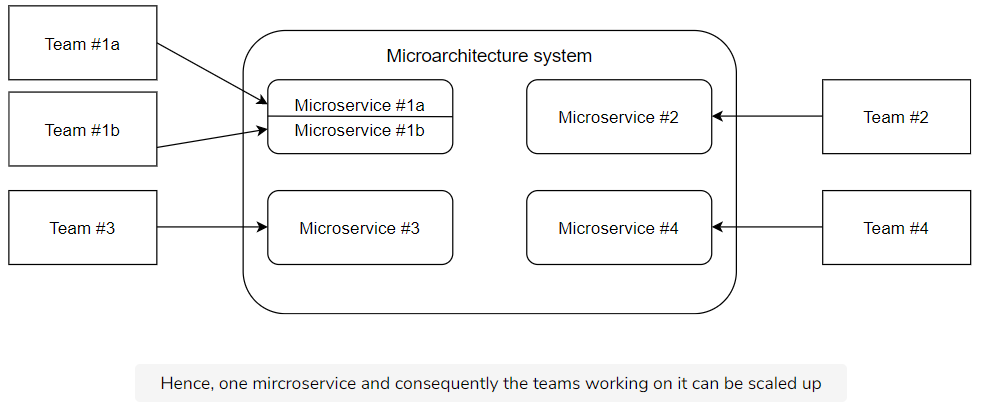 Team #1a
Microarchitecture system
Microservice #1a
Microservice #1b
Team #1b
Microservice #2
Team #2
Team #3
Microservice #3
Microservice #4
Team #4
Hence, one mircroservice and consequently the teams working on it can be scaled up